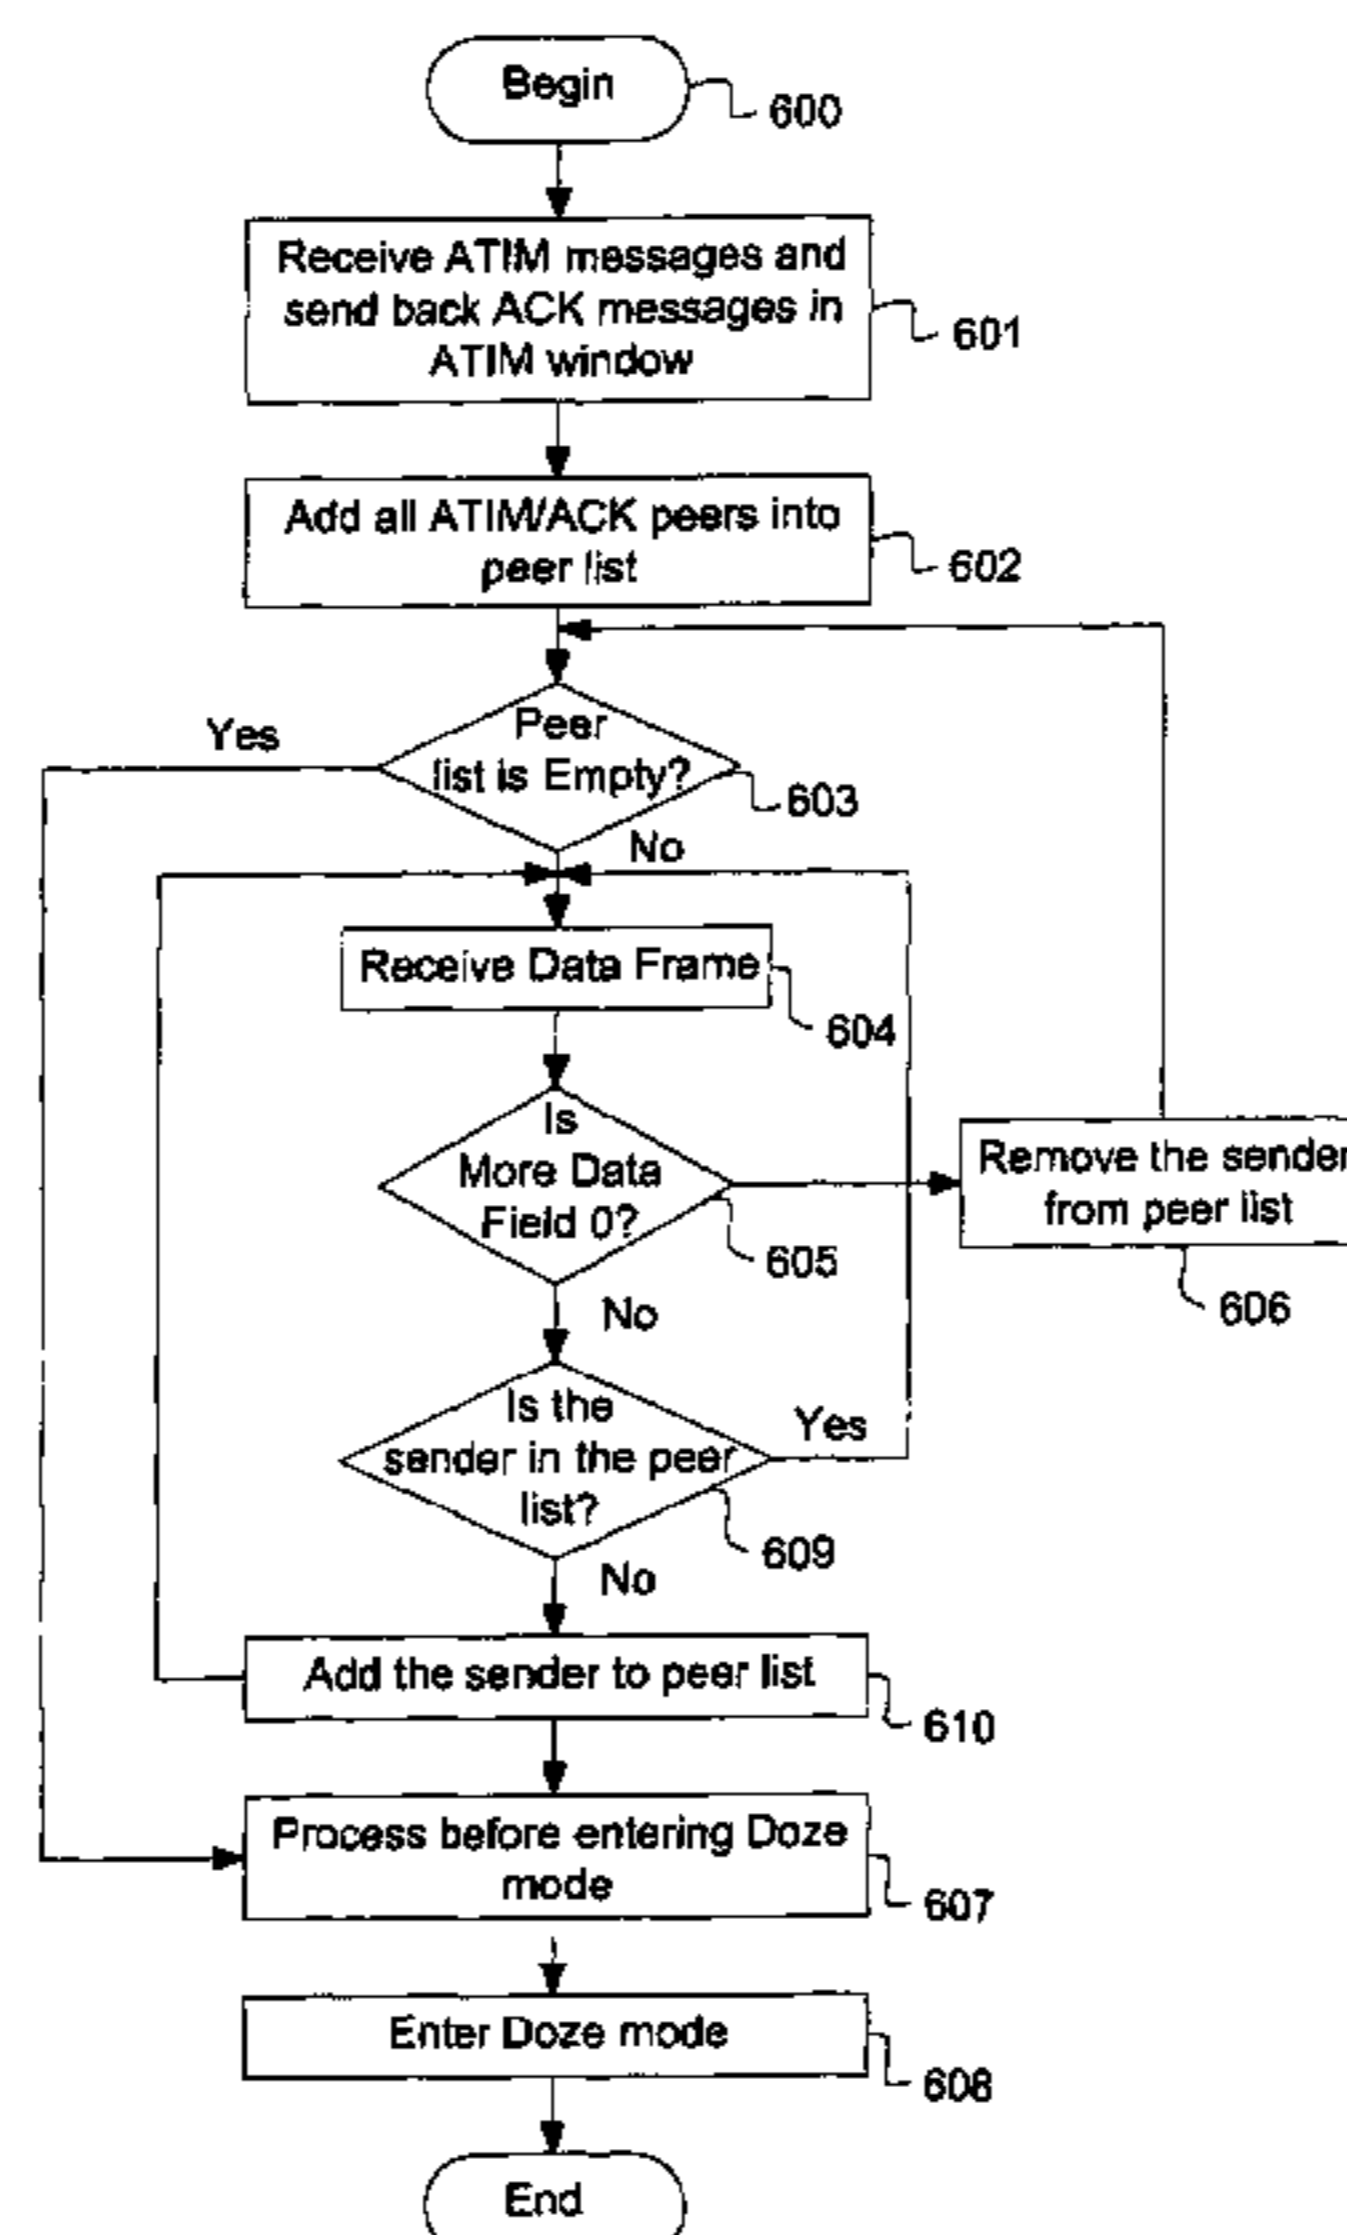 Begin
600
Receive ATIM messages and
send back ACK messages in
ATIM window
601
Add all ATIM/ACK peers into
peer list
602
Yes
Peer
list is Empty?
603
No
Receive Data Frame
604
Is
More Data
Field 0?
605
Remove the sender
from peer list
606
No
Is the
sender in the peer
list?
Yes
609
No
Add the sender to peer list
610
Process before entering Doze
mode
607
Enter Doze mode
608
End